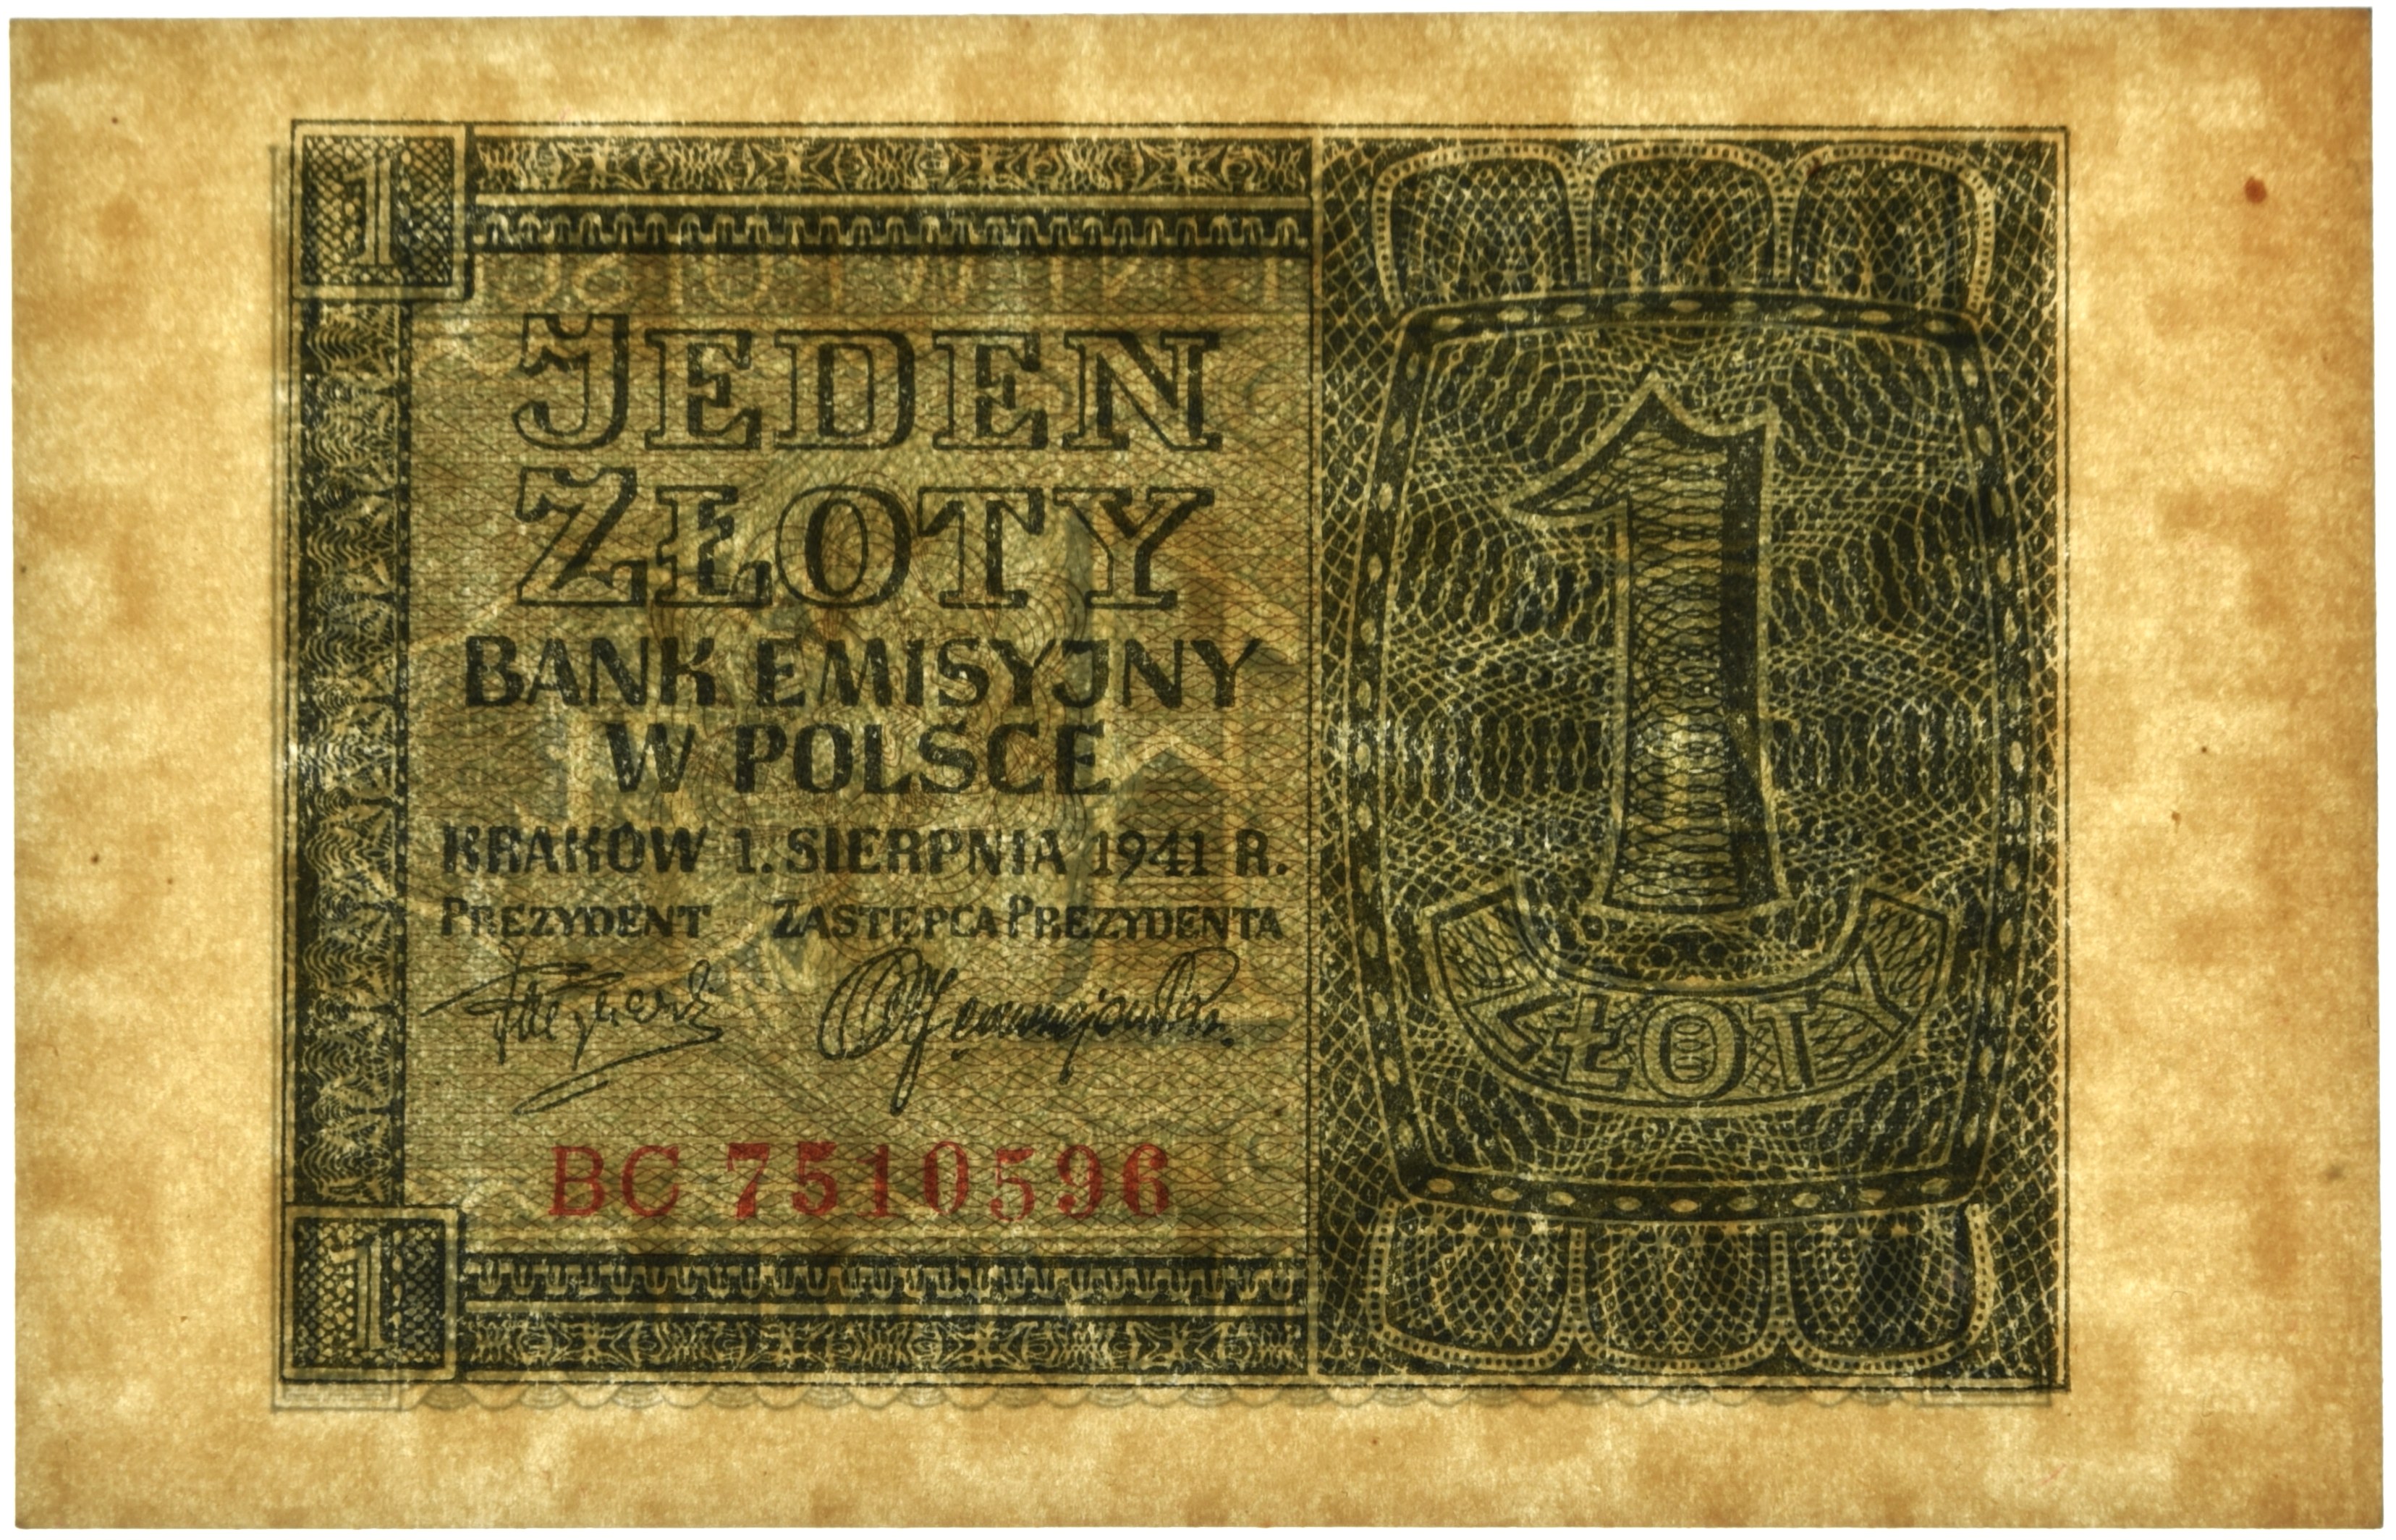 1
JEDEN
ZŁOTY
BANK EMISYJNY
W POLSCE
KRAKÓW 1. SIERPNIA 1941 R.
PREZYDENT ZASTĘPCA PREZYDENTA
BC 7510596
1
1
ZŁOTY